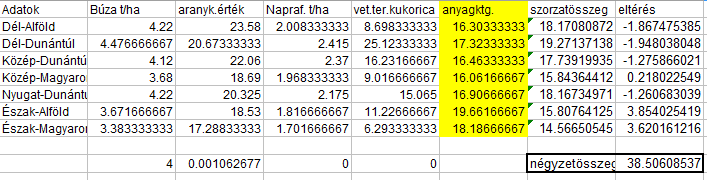 Adatok Búza t/ha aranyk.érték Napraf. t/ha vet.ter.kukorica anyagktg. szorzatösszeg eltérés
Dél-Alföld 4.22 23.58 2.008333333 8.698333333 16.30333333 18.17080872 -1.867475385
Dél-Dunántúl 4.476666667 20.67333333 2.415 25.12333333 17.32333333 19.27137138 -1.948038048
Közép-Dunántú 4.12 22.06 2.37 16.23166667 16.46333333 17.73919935 -1.275866021
Közép-Magyaror 3.68 18.69 1.968333333 9.016666667 16.06166667 15.84364412 0.218022549
Nyugat-Dunántú 4.22 20.325 2.175 15.065 16.90666667 18.16734971 -1.260683039
Észak-Alföld 3.671666667 18.53 1.816666667 11.22666667 19.66166667 15.80764125 3.854025419
Észak-Magyaror 3.383333333 17.28833333 1.701666667 6.293333333 18.18666667 14.56650545 3.620161216
4 0.001062677 0 0 négyzetösszeg 38.50608537